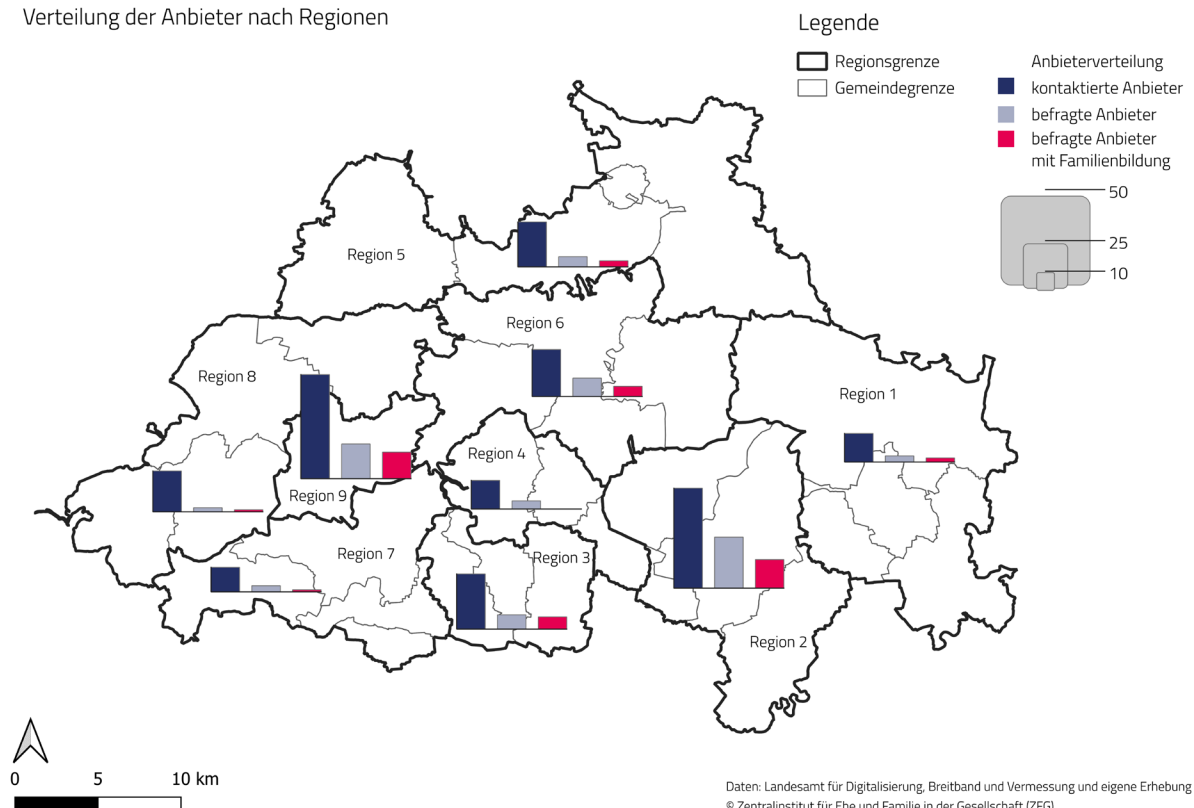 Verteilung der Anbieter nach Regionen
Legende
Regionsgrenze
Gemeindegrenze
Anbieterverteilung
kontaktierte Anbieter
befragte Anbieter
befragte Anbieter
mit Familienbildung
50
25
10
Region 5
Region 6
Region 8
Region 1
Region 4
Region 9
Region 7
Region 3
Region 2
0 5 10 km
Daten: Landesamt für Digitalisierung, Breitband und Vermessung und eigene Erhebung
© Zentralinstitut für Ehe und Familie in der Gesellschaft (ZFG)